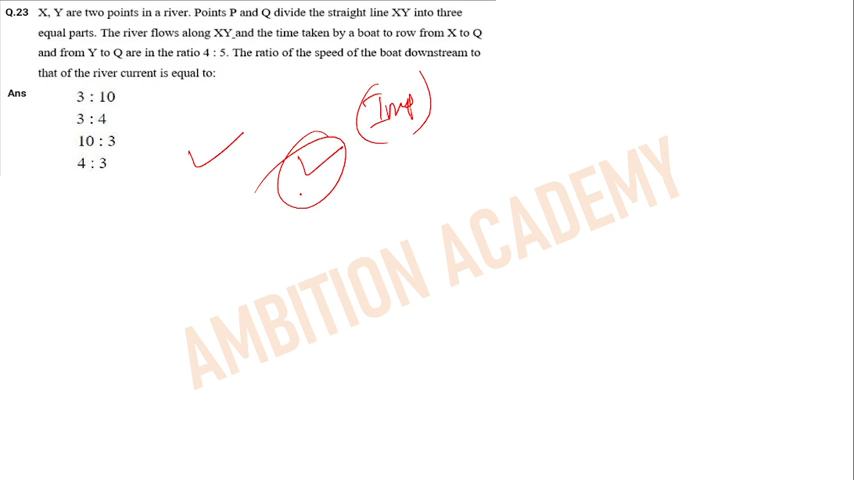 Q.23 X, Y are two points in a river. Points P and Q divide the straight line XY into three
equal parts. The river flows along XY and the time taken by a boat to row from X to Q
and from Y to Q are in the ratio 4 : 5. The ratio of the speed of the boat downstream to
that of the river current is equal to:
(Imp)
Ans
3 : 10
3 : 4
10 : 3
4 : 3
AMBITION ACADEMY